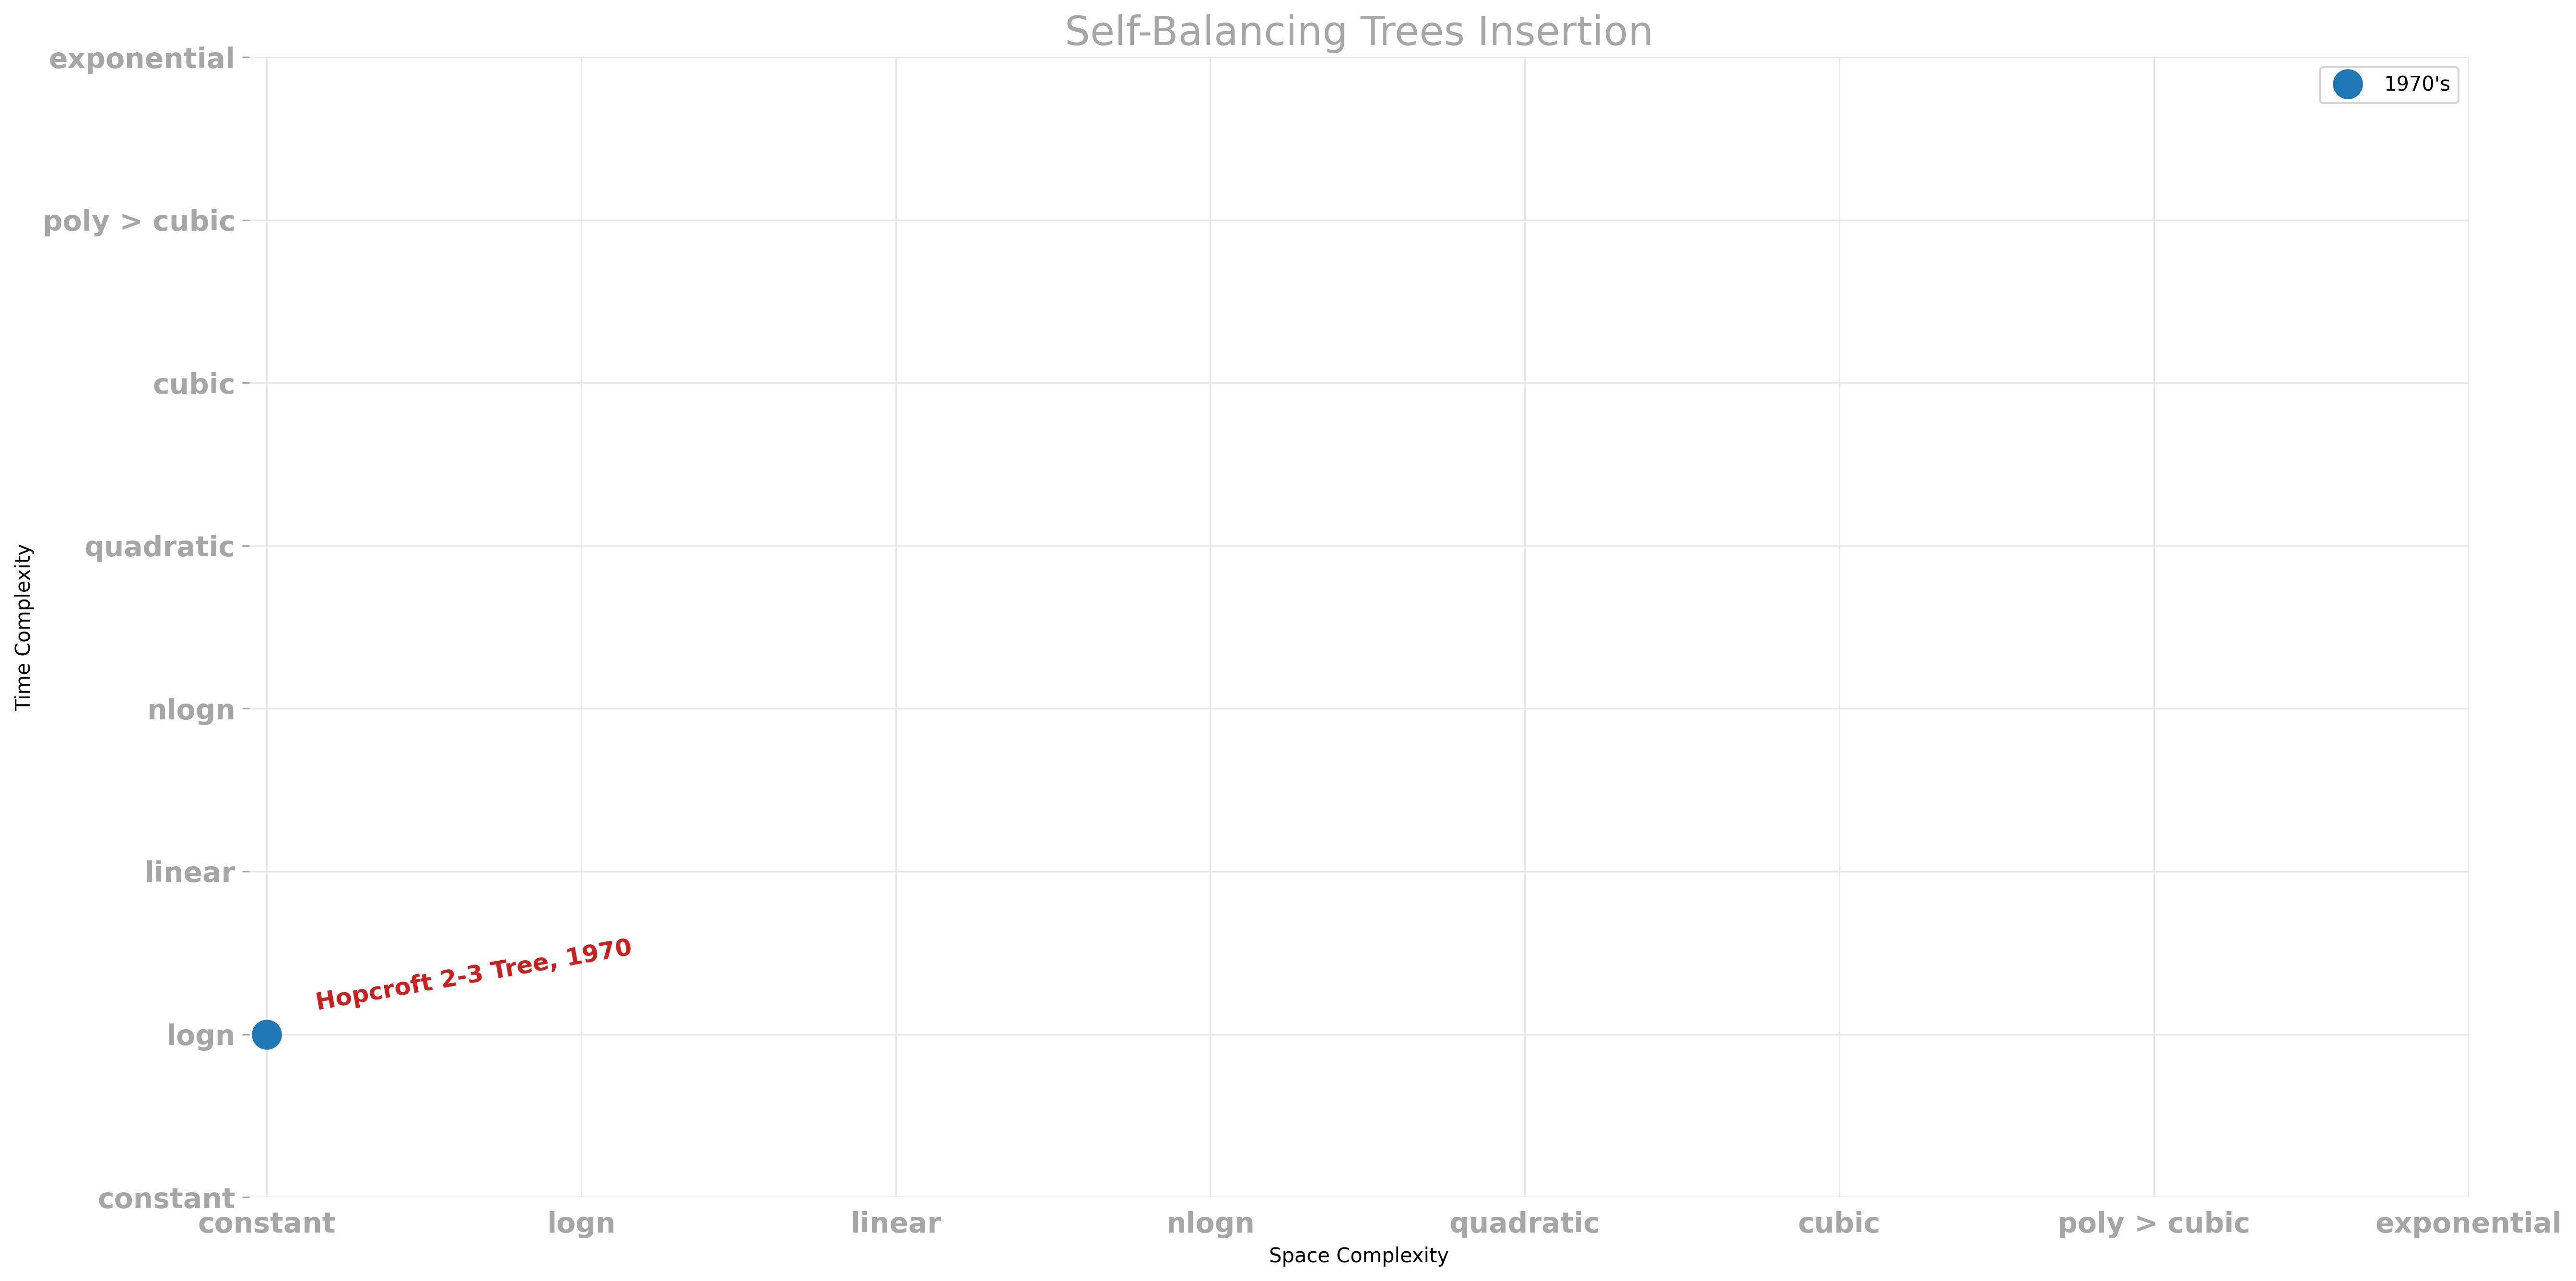 Self-Balancing Trees Insertion
1970's
Time Complexity
exponential
poly > cubic
cubic
quadratic
nlogn
linear
logn
constant
Hopcroft 2-3 Tree, 1970
constant logn linear nlogn quadratic cubic poly > cubic exponential
Space Complexity